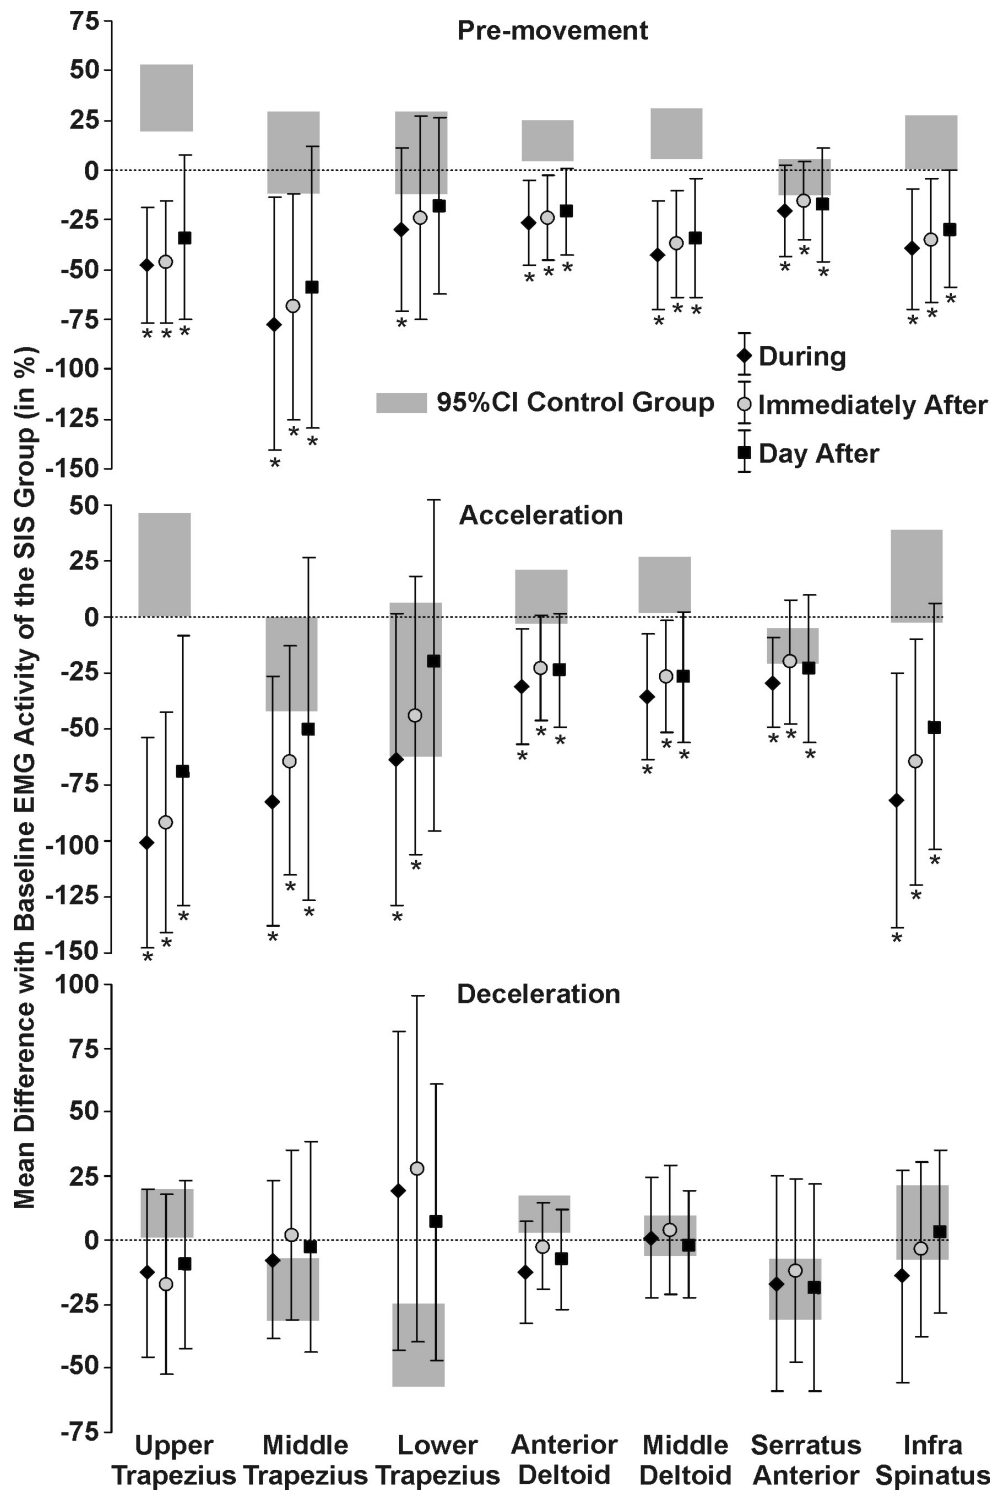 Mean Difference with Baseline EMG Activity of the SIS Group (in %)
Pre-movement
75
50
25
0
-25
-50
-75
-100
-125
-150
* * *
* * *
*
* * *
* * *
* * *
* * *
95%CI Control Group
During
Immediately After
Day After
Acceleration
50
25
0
-25
-50
-75
-100
-125
-150
* * *
* * *
* *
* * *
* * *
* * *
* * *
Deceleration
100
75
50
25
0
-25
-50
-75
Upper Trapezius
Middle Trapezius
Lower Trapezius
Anterior Deltoid
Middle Deltoid
Serratus Anterior
Infra Spinatus